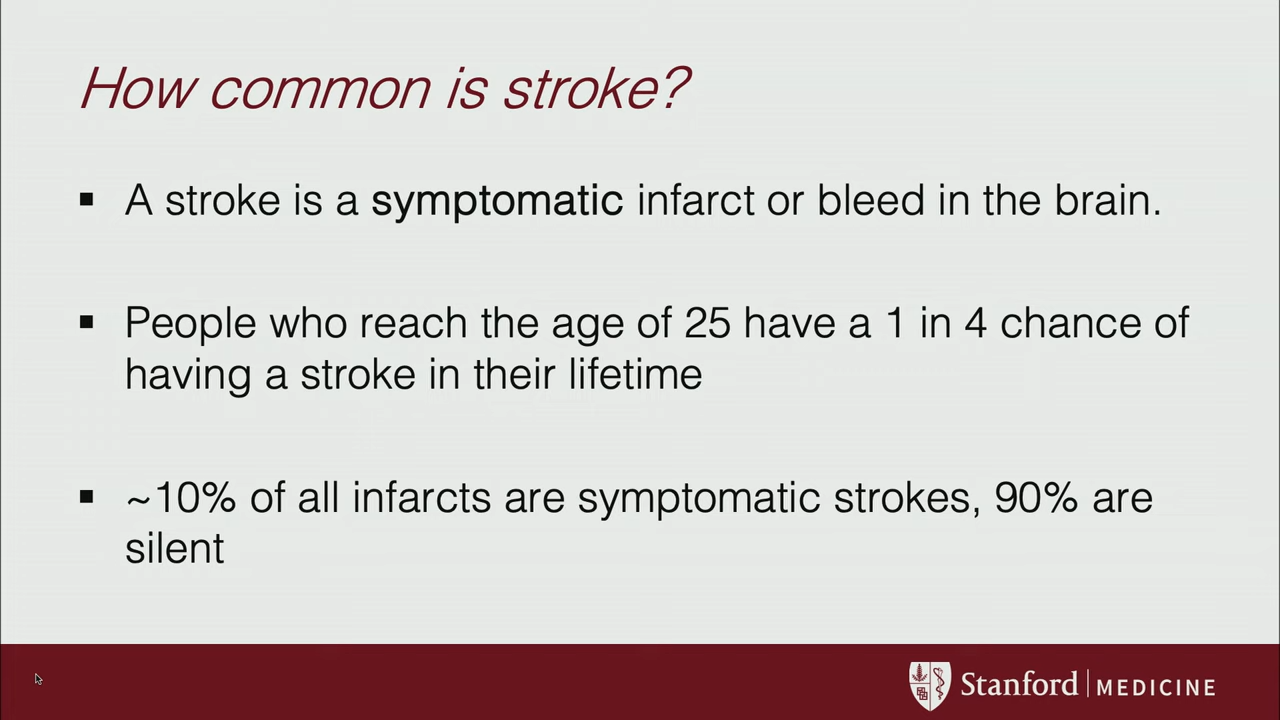 How common is stroke?
▪ A stroke is a symptomatic infarct or bleed in the brain.
▪ People who reach the age of 25 have a 1 in 4 chance of
having a stroke in their lifetime
▪ ~10% of all infarcts are symptomatic strokes, 90% are
silent
Stanford | MEDICINE